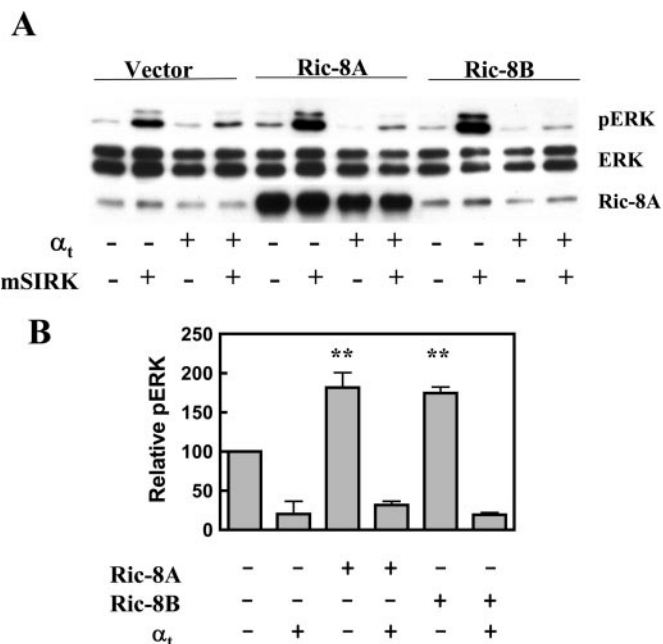 A
Vector Ric-8A Ric-8B
pERK
ERK
Ric-8A
αt - - + + - - + + - - + +
mSIRK - + - + - + - + - + - +
B
250
200
150
100
50
0
Relative pERK
** **
Ric-8A - - + + - -
Ric-8B - - - - + +
αt - + - + - +